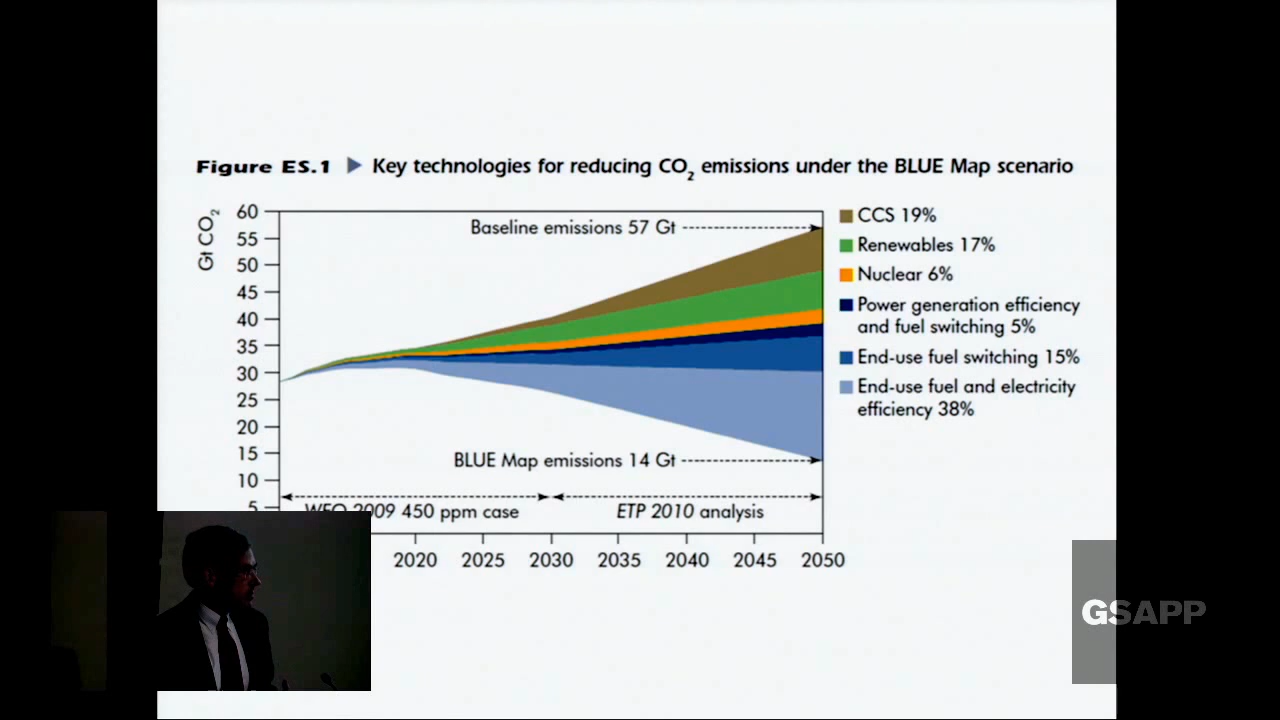 Figure ES.1 ▶ Key technologies for reducing CO₂ emissions under the BLUE Map scenario
Gt CO₂
60
55
50
45
40
35
30
25
20
15
10
5
Baseline emissions 57 Gt
BLUE Map emissions 14 Gt
WEO 2009 450 ppm case
ETP 2010 analysis
2020 2025 2030 2035 2040 2045 2050
CCS 19%
Renewables 17%
Nuclear 6%
Power generation efficiency
and fuel switching 5%
End-use fuel switching 15%
End-use fuel and electricity
efficiency 38%
GSAPP